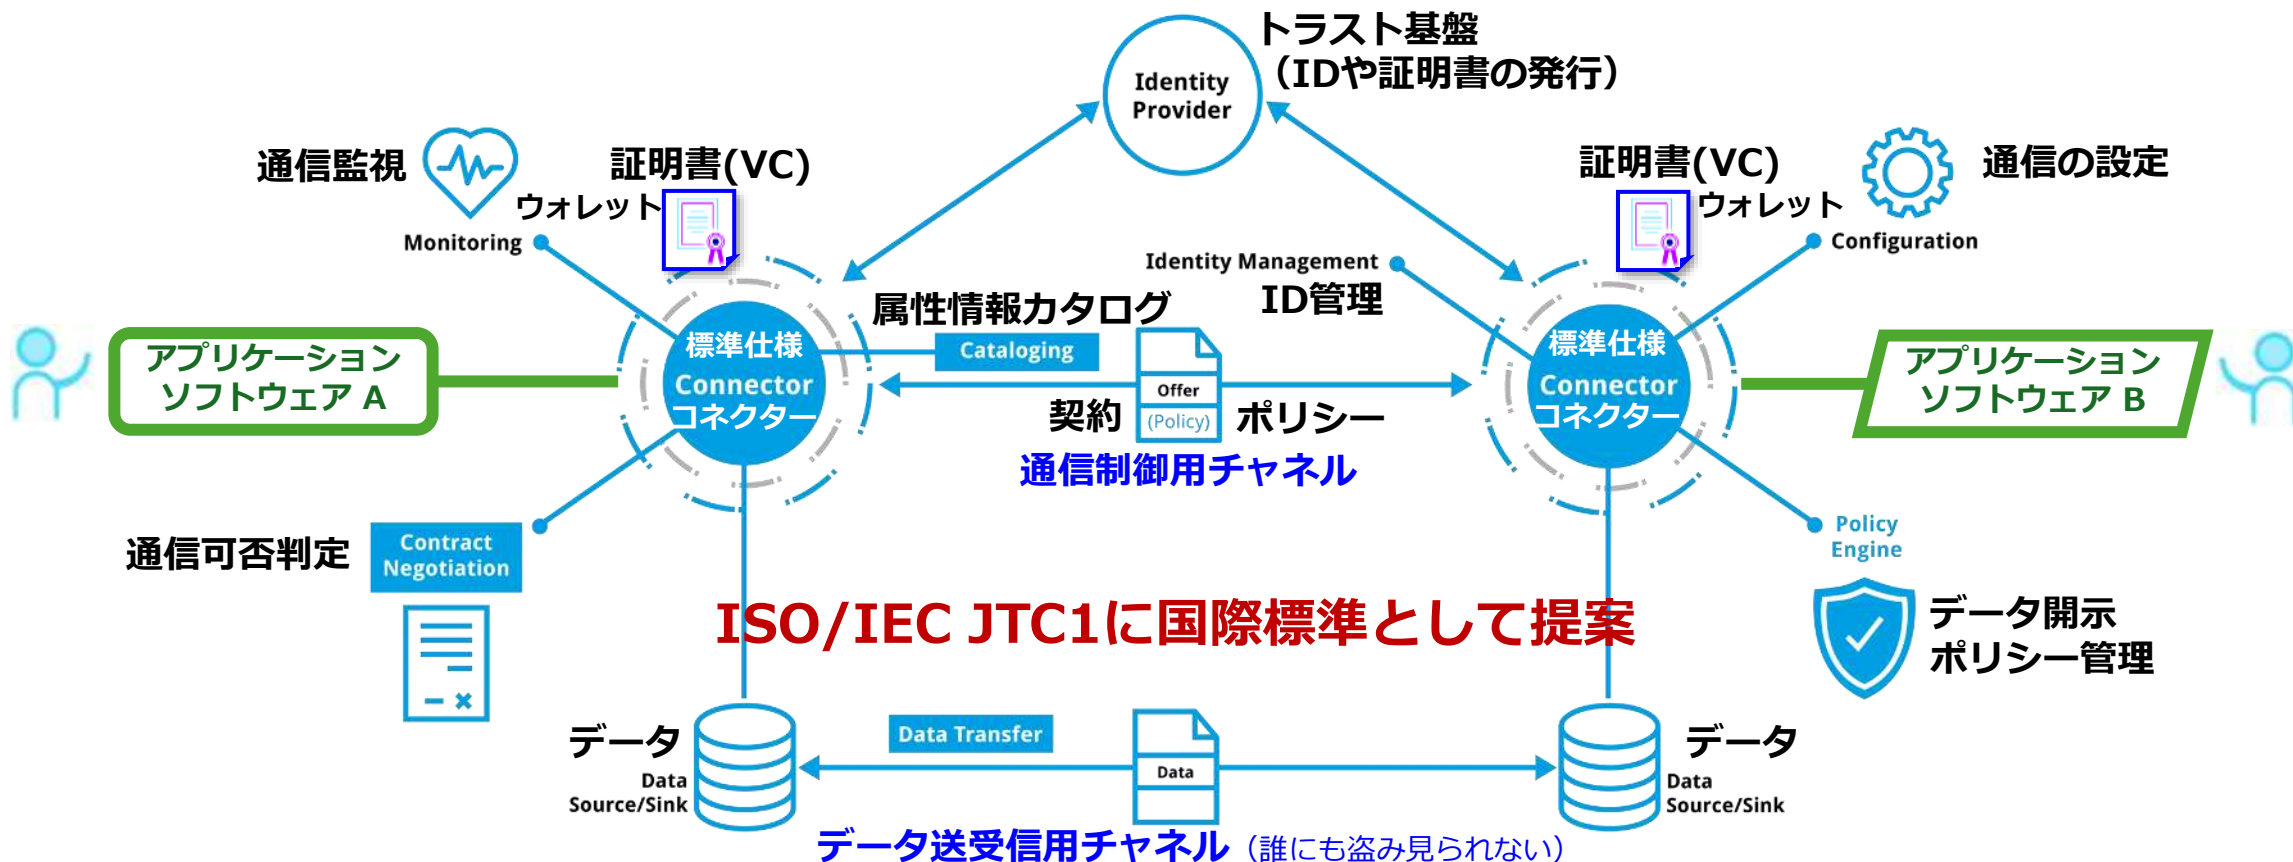 トラスト基盤
（IDや証明書の発行）
Identity
Provider
通信監視
証明書(VC)
ウォレット
Monitoring
証明書(VC)
ウォレット
通信の設定
Configuration
Identity Management
ID管理
属性情報カタログ
Cataloging
アプリケーション
ソフトウェア A
標準仕様
Connector
コネクター
Offer
(Policy)
契約
ポリシー
通信制御用チャネル
標準仕様
Connector
コネクター
アプリケーション
ソフトウェア B
通信可否判定
Contract
Negotiation
Policy
Engine
データ開示
ポリシー管理
ISO/IEC JTC1に国際標準として提案
データ
Data
Source/Sink
Data Transfer
Data
データ
Data
Source/Sink
データ送受信用チャネル（誰にも盗み見られない）